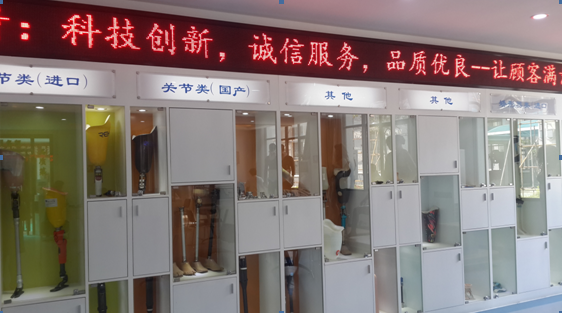 ：科技创新，诚信服务，品质优良--让顾客满
节类(进口)
关节类(国产)
其他
其他